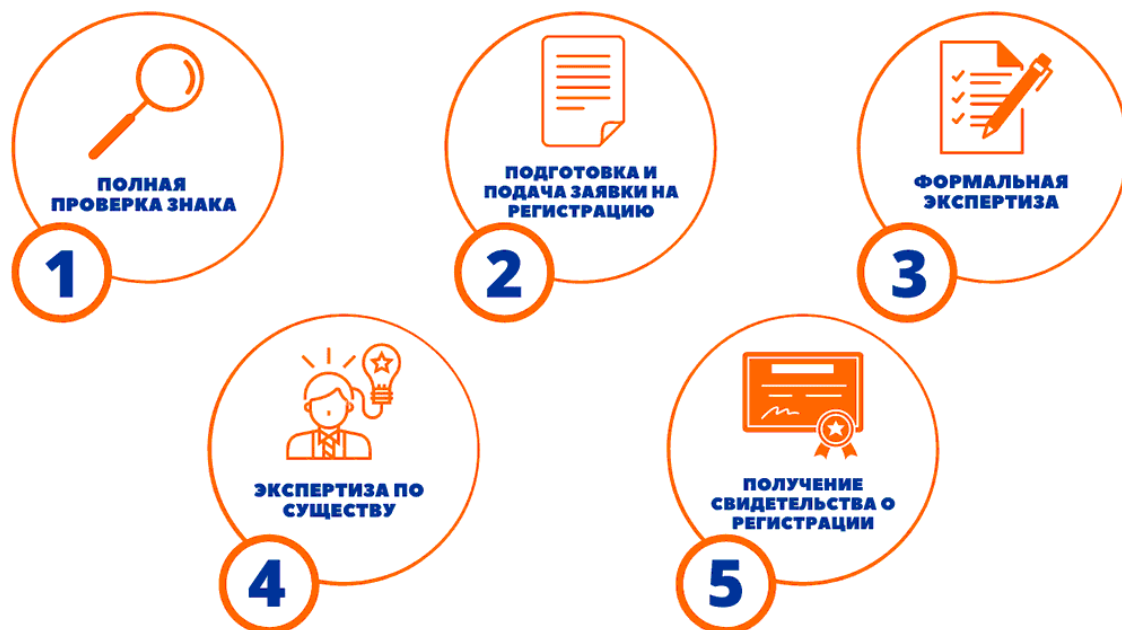 ПОЛНАЯ
ПРОВЕРКА ЗНАКА
1
ПОДГОТОВКА И
ПОДАЧА ЗАЯВКИ НА
РЕГИСТРАЦИЮ
2
ФОРМАЛЬНАЯ
ЭКСПЕРТИЗА
3
ЭКСПЕРТИЗА ПО
СУЩЕСТВУ
4
ПОЛУЧЕНИЕ
СВИДЕТЕЛЬСТВА О
РЕГИСТРАЦИИ
5